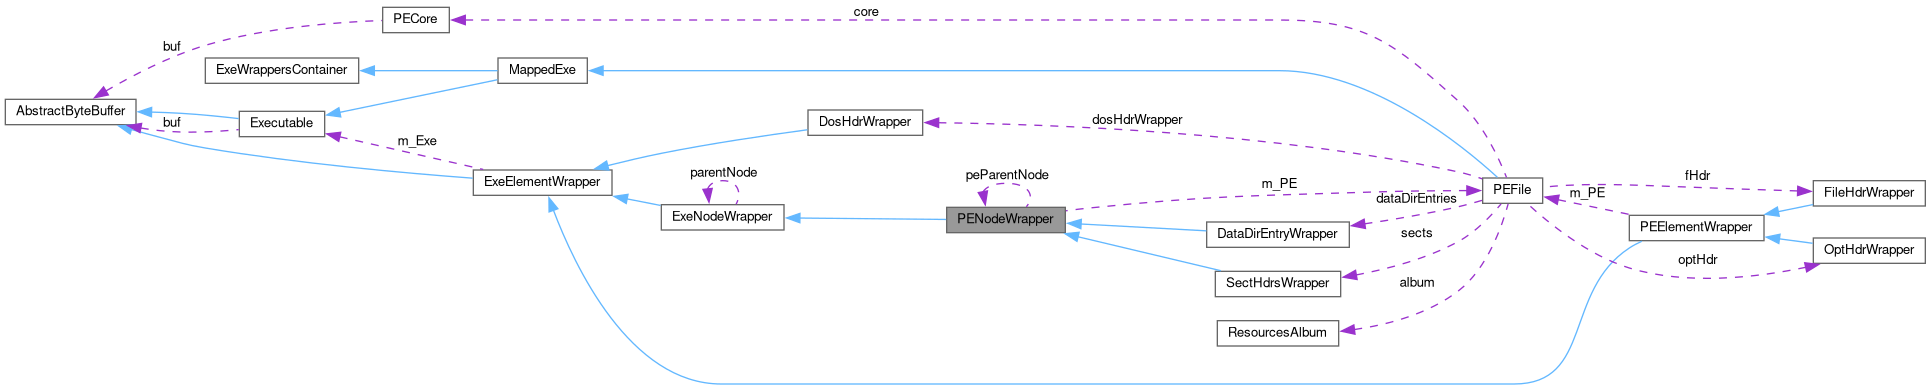 PECore
core
buf
ExeWrappersContainer
MappedExe
AbstractByteBuffer
Executable
buf
m_Exe
DosHdrWrapper
dosHdrWrapper
ExeElementWrapper
parentNode
ExeNodeWrapper
peParentNode
PENodeWrapper
m_PE
PEFile
fHdr
FileHdrWrapper
m_PE
dataDirEntries
PEElementWrapper
DataDirEntryWrapper
sects
OptHdrWrapper
optHdr
SectHdrsWrapper
album
ResourcesAlbum